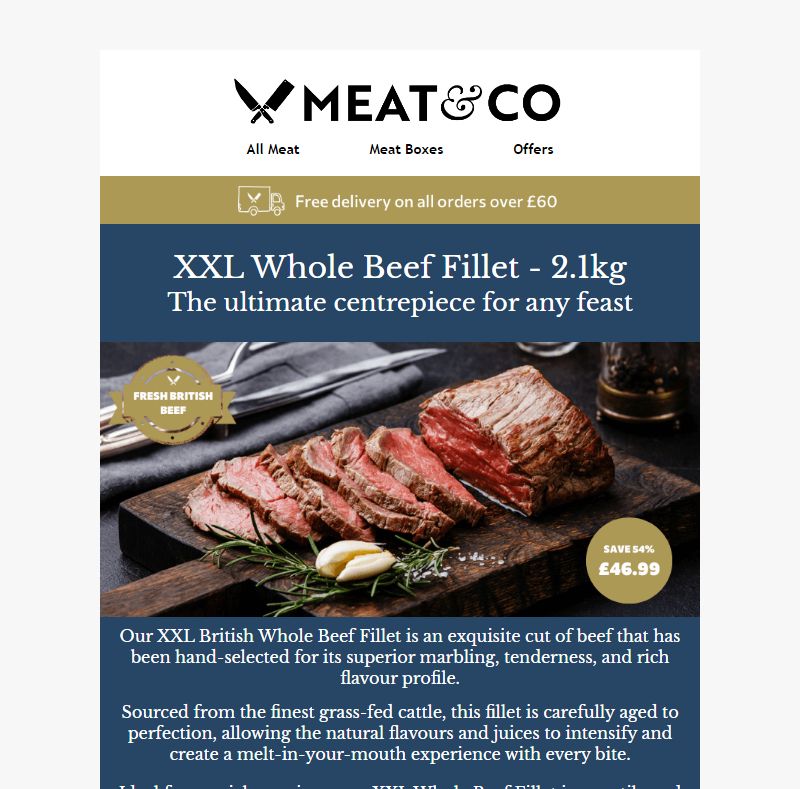 MEAT&CO
All Meat Meat Boxes Offers
Free delivery on all orders over £60
XXL Whole Beef Fillet - 2.1kg
The ultimate centrepiece for any feast
FRESH BRITISH
BEEF
SAVE 54%
£46.99
Our XXL British Whole Beef Fillet is an exquisite cut of beef that has
been hand-selected for its superior marbling, tenderness, and rich
flavour profile.
Sourced from the finest grass-fed cattle, this fillet is carefully aged to
perfection, allowing the natural flavours and juices to intensify and
create a melt-in-your-mouth experience with every bite.